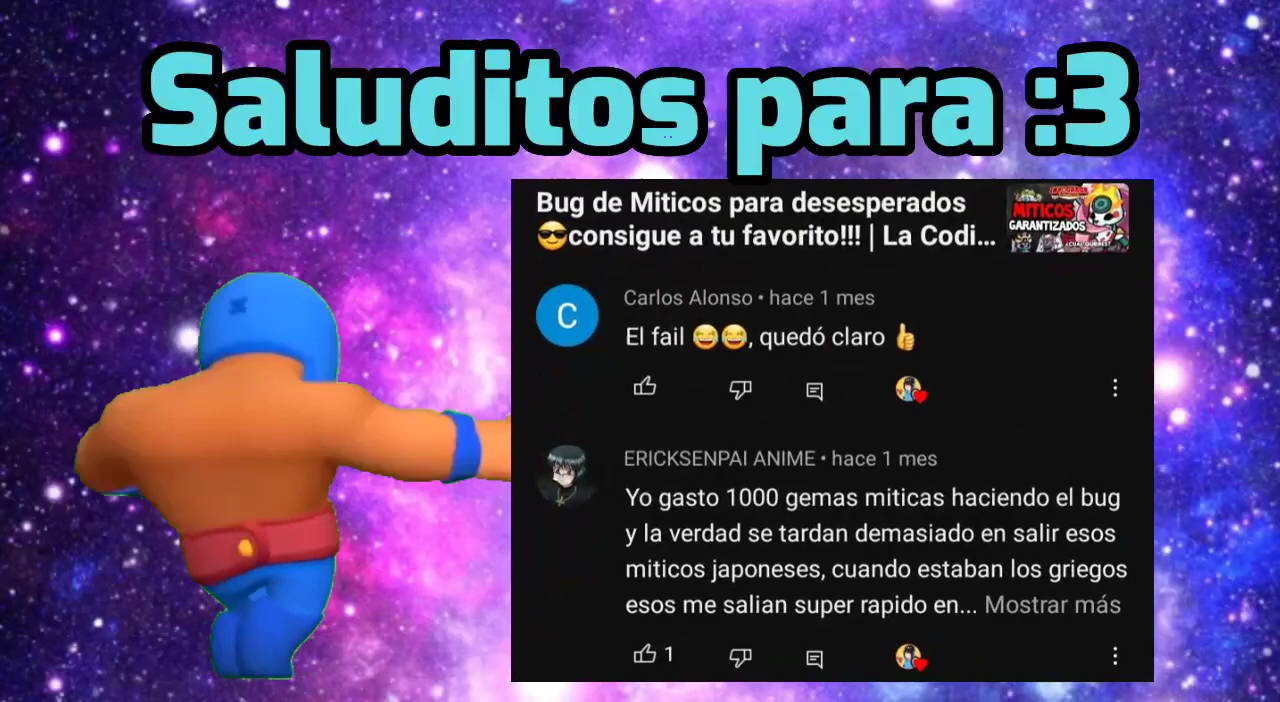 Saluditos para :3
Bug de Miticos para desesperados
😎consigue a tu favorito!!! | La Codi...
MITICOS
GARANTIZADOS
Carlos Alonso • hace 1 mes
C
El fail 😂😂, quedó claro 👍
ERICKSENPAI ANIME • hace 1 mes
Yo gasto 1000 gemas miticas haciendo el bug
y la verdad se tardan demasiado en salir esos
miticos japoneses, cuando estaban los griegos
esos me salian super rapido en... Mostrar más
1